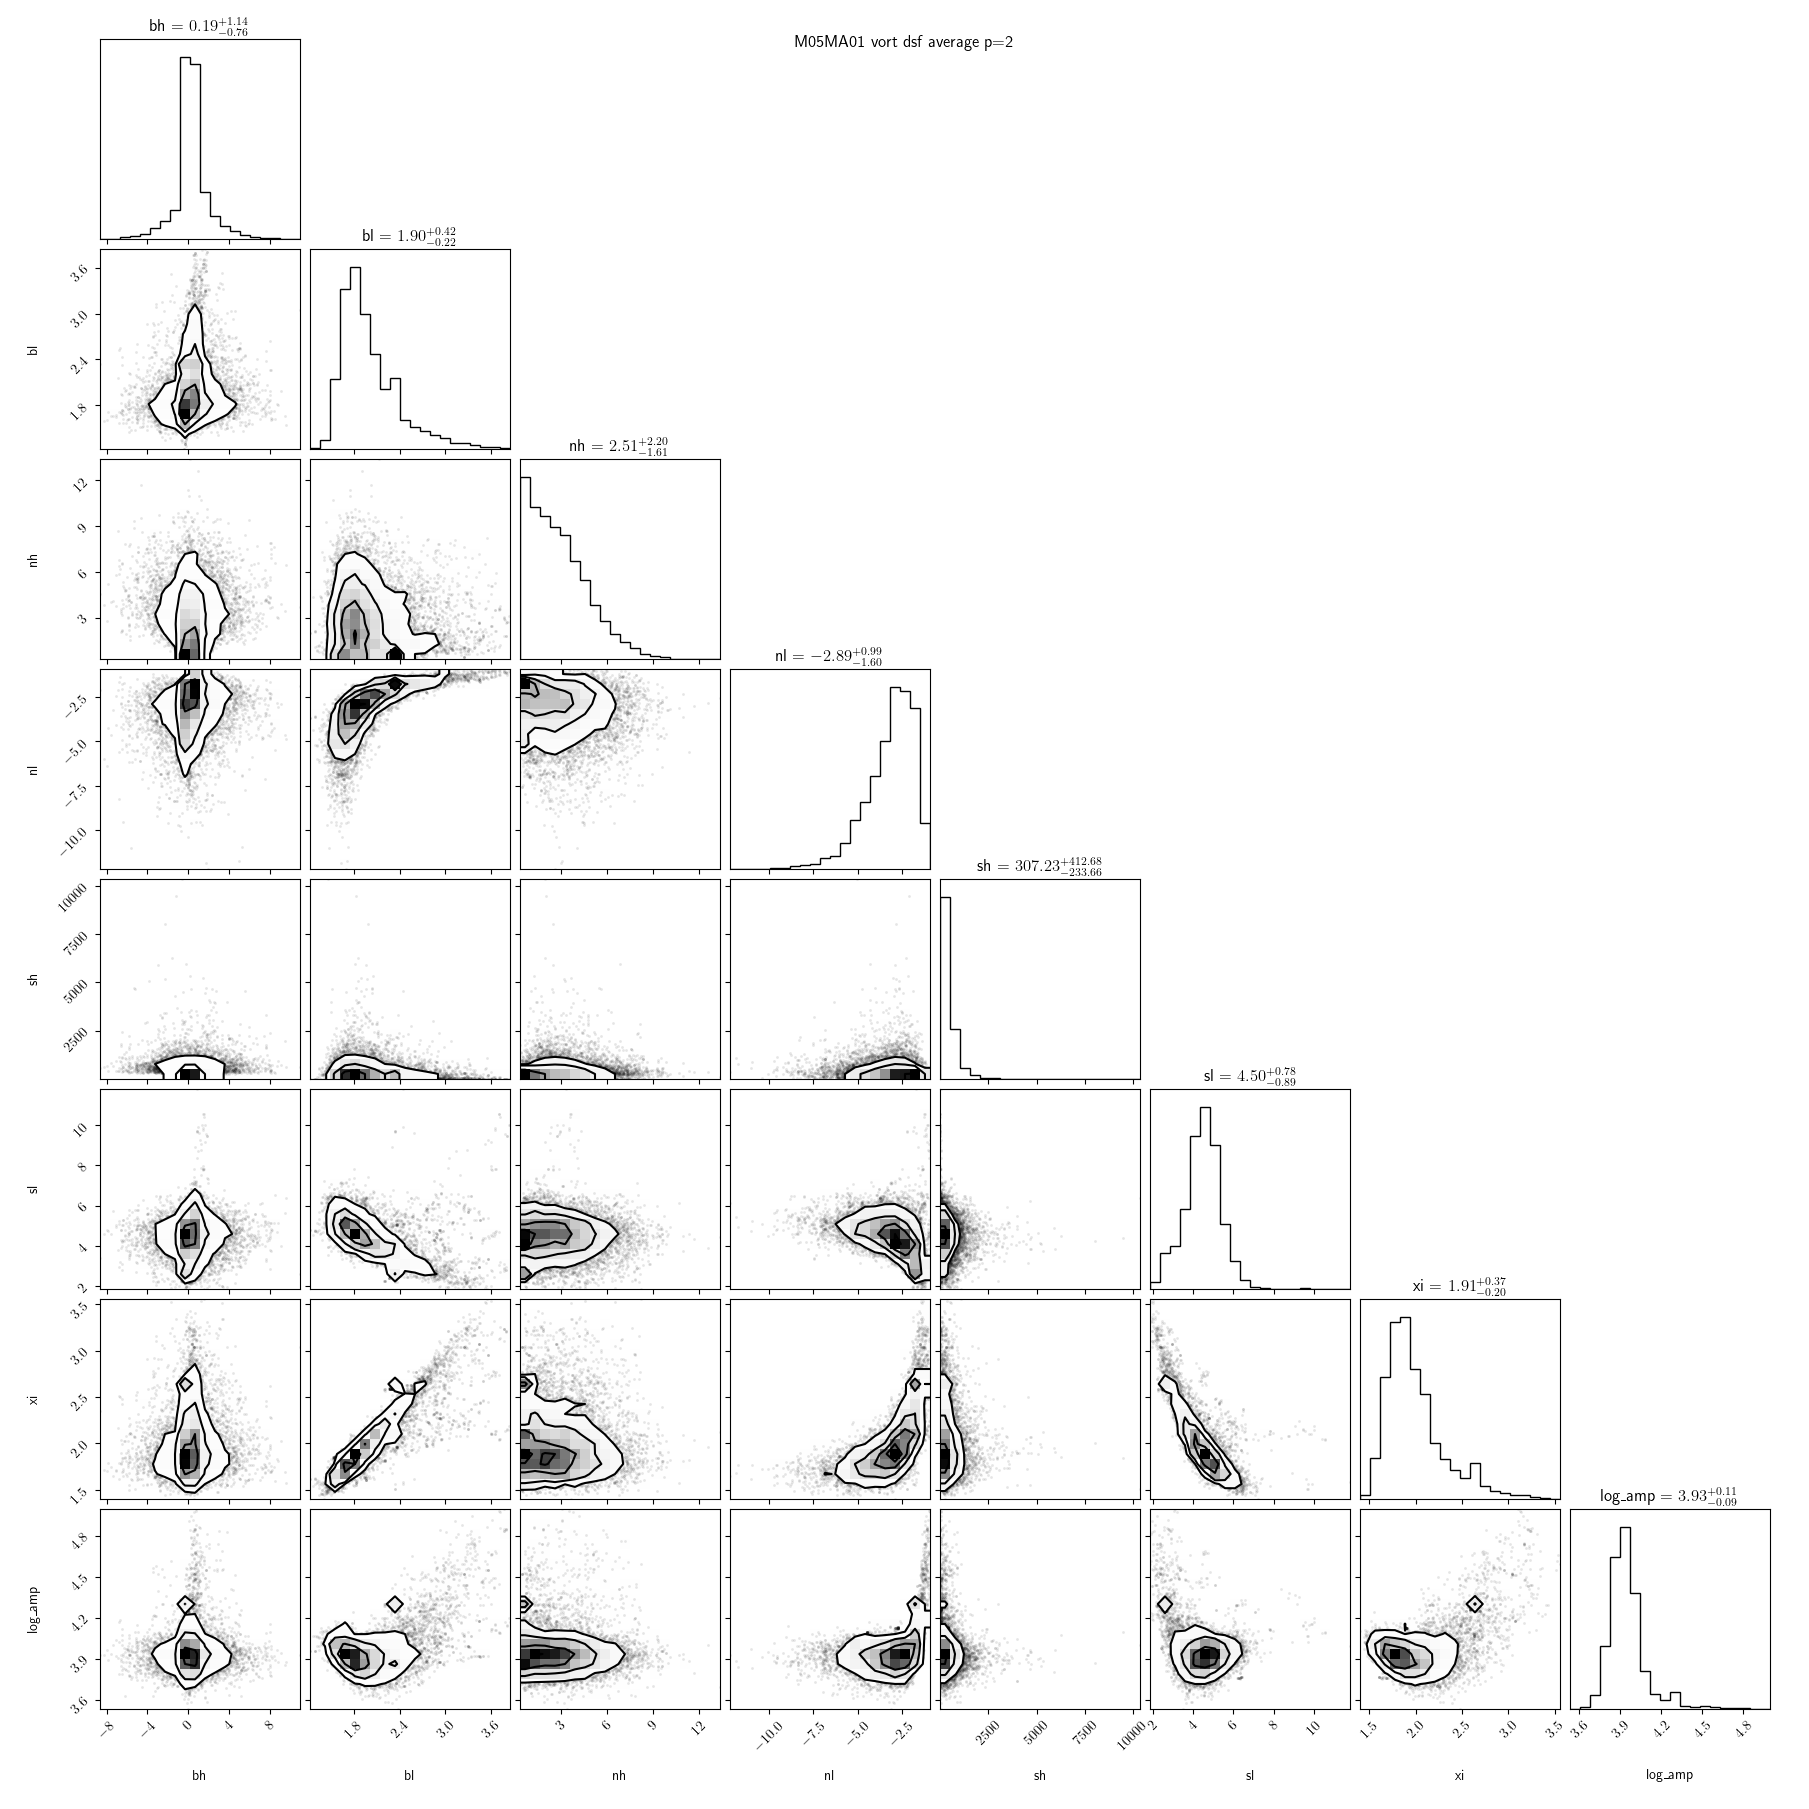 bh = 0.19+1.14−0.76
M05MA01 vort dsf average p=2
bl = 1.90+0.42−0.22
3.6
3.0
2.4
1.8
bl
nh = 2.51+2.20−1.61
12
9
6
3
nh
nl = −2.89+0.99−1.60
−2.5
−5.0
−7.5
−10.0
nl
sh = 307.23+412.68−233.66
10000
7500
5000
2500
sh
sl = 4.50+0.78−0.89
10
8
6
4
2
sl
xi = 1.91+0.37−0.20
3.5
3.0
2.5
2.0
1.5
xi
log_amp = 3.93+0.11−0.09
4.8
4.5
4.2
3.9
3.6
log_amp
−8 −4 0 4 8 1.8 2.4 3.0 3.6 3 6 9 12 −10.0 −7.5 −5.0 −2.5 2500 5000 7500 10000 2 4 6 8 10 1.5 2.0 2.5 3.0 3.5 3.6 3.9 4.2 4.5 4.8
bh bl nh nl sh sl xi log_amp